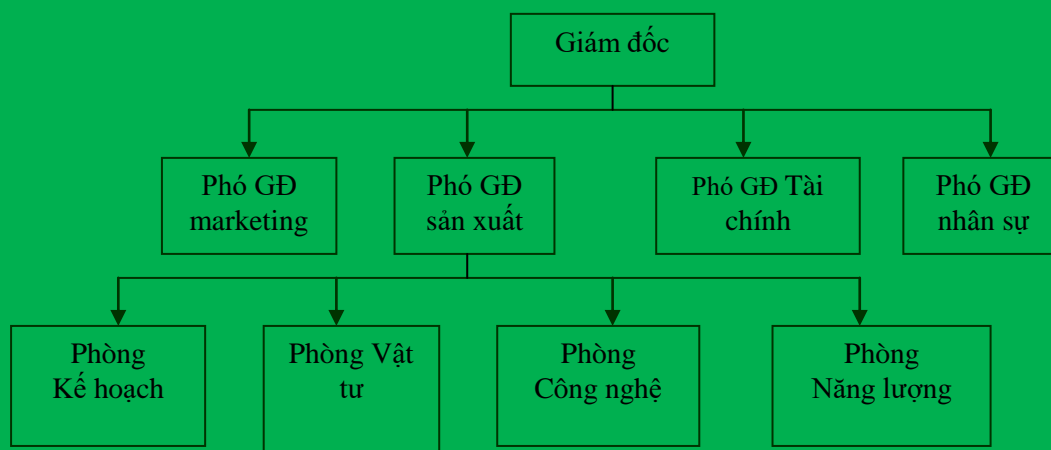 Giám đốc
Phó GĐ
marketing
Phó GĐ
sản xuất
Phó GĐ Tài
chính
Phó GĐ
nhân sự
Phòng
Kế hoạch
Phòng Vật
tư
Phòng
Công nghệ
Phòng
Năng lượng